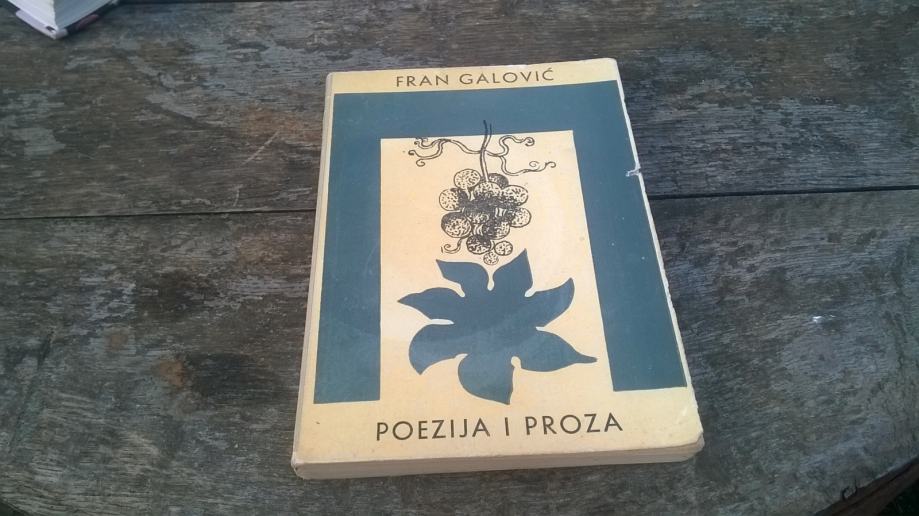 FRAN GALOVIĆ
POEZIJA I PROZA